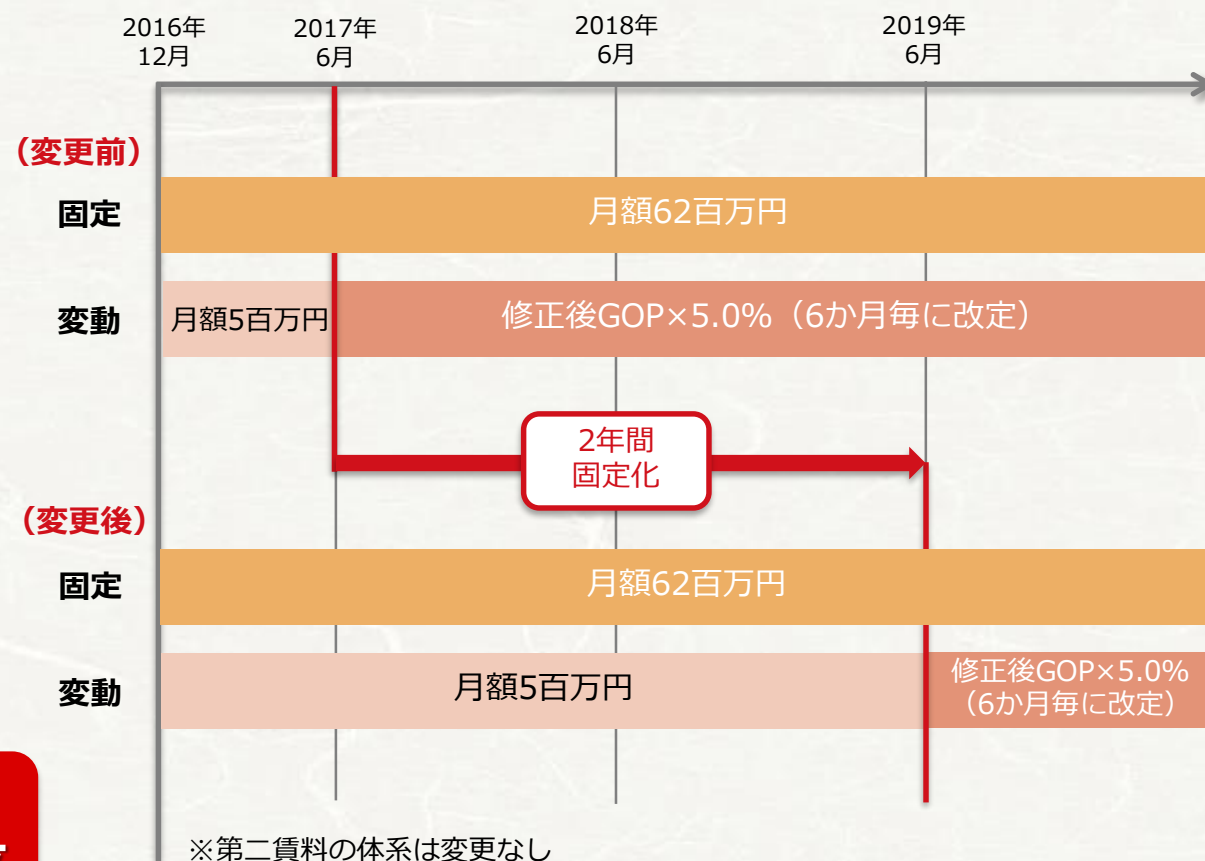 2016年
12月
2017年
6月
2018年
6月
2019年
6月
（変更前）
固定
月額62百万円
変動
月額5百万円
修正後GOP×5.0%（6か月毎に改定）
2年間
固定化
（変更後）
固定
月額62百万円
変動
月額5百万円
修正後GOP×5.0%
（6か月毎に改定）
※第二賃料の体系は変更なし